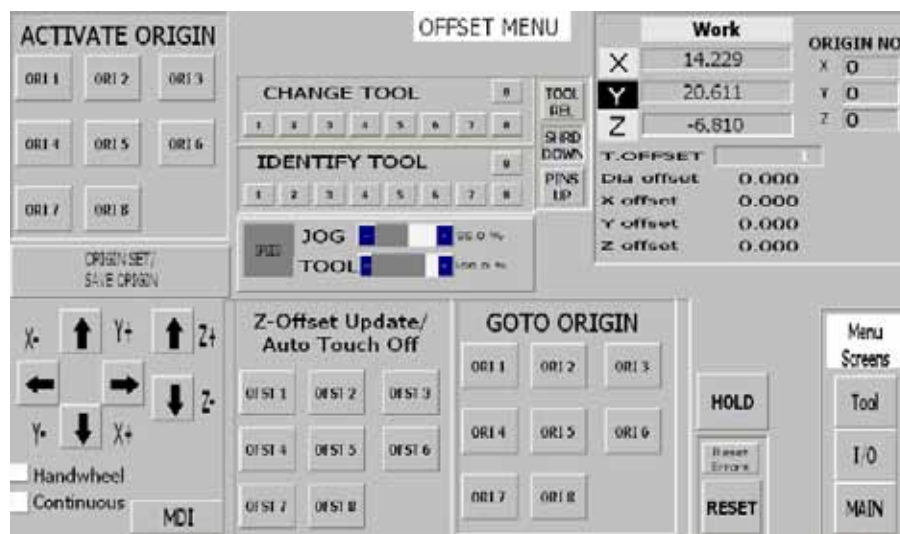 ACTIVATE ORIGIN
ORI 1 ORI 2 ORI 3
ORI 4 ORI 5 ORI 6
ORI 7 ORI 8
ORIGIN SET/
SAVE ORIGIN
OFFSET MENU
CHANGE TOOL 0
1 2 3 4 5 6 7 8
IDENTIFY TOOL 0
1 2 3 4 5 6 7 8
TOOL
REL
SHRD
DOWN
PINS
UP
JOG
TOOL
Work
X 14.229
Y 20.611
Z -6.810
ORIGIN NO
X 0
Y 0
Z 0
T.OFFSET
Dia offset 0.000
X offset 0.000
Y offset 0.000
Z offset 0.000
X- Y+ Z+
Y- X+ Z-
Handwheel
Continuous
MDI
Z-Offset Update/
Auto Touch Off
OFST 1 OFST 2 OFST 3
OFST 4 OFST 5 OFST 6
OFST 7 OFST 8
GOTO ORIGIN
ORI 1 ORI 2 ORI 3
ORI 4 ORI 5 ORI 6
ORI 7 ORI 8
HOLD
Reset
Errors
RESET
Menu
Screens
Tool
I/O
MAIN